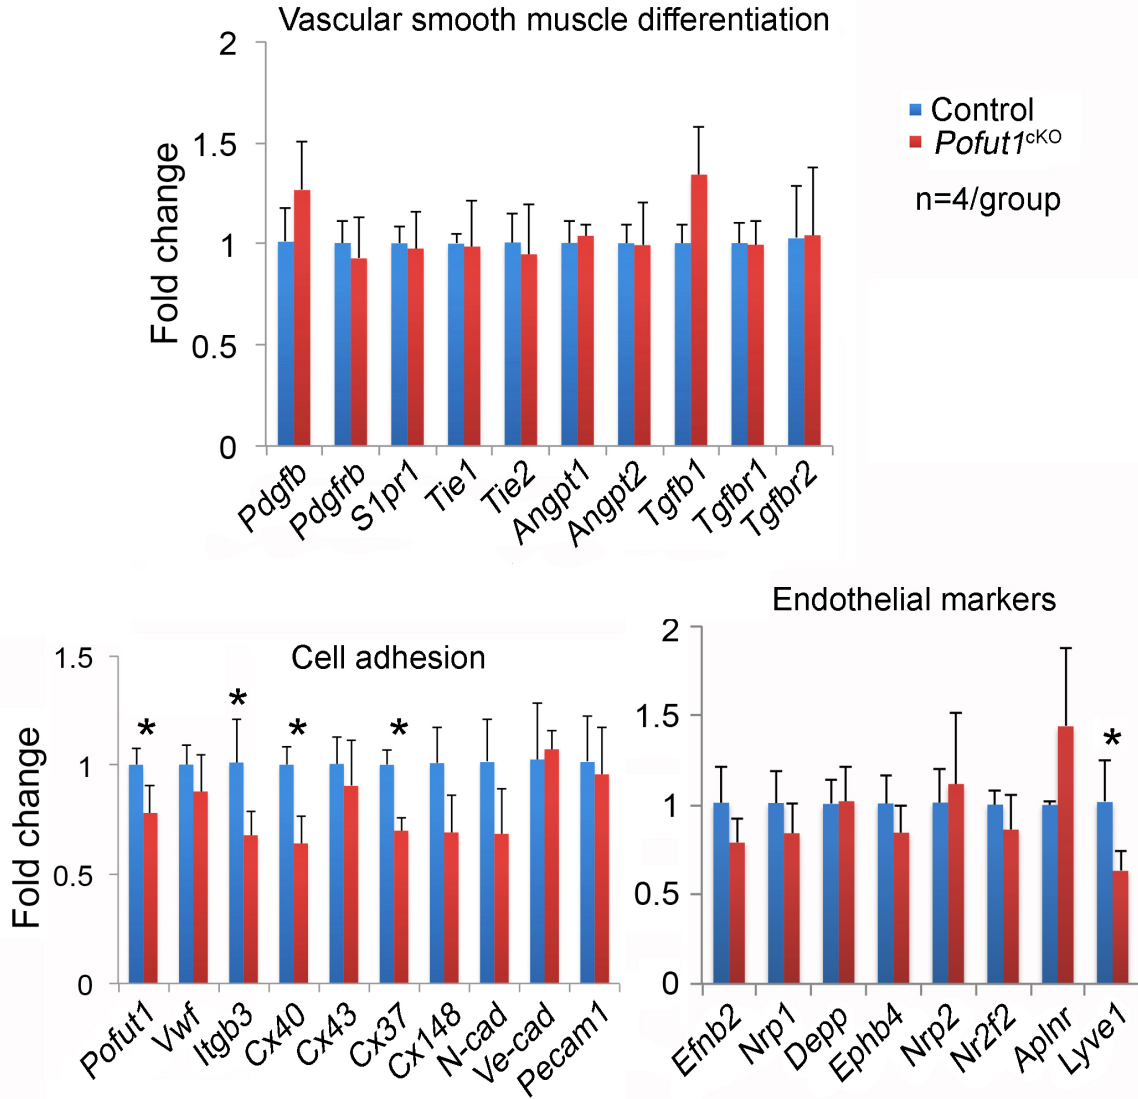 Vascular smooth muscle differentiation
2
1.5
1
0.5
0
Fold change
Control
Pofut1cKO
n=4/group
Pdgfb
Pdgfrb
S1pr1
Tie1
Tie2
Angpt1
Angpt2
Tgfb1
Tgfbr1
Tgfbr2
Cell adhesion
1.5
1
0.5
0
Fold change
*
*
*
*
Pofut1
Vwf
Itgb3
Cx40
Cx43
Cx37
Cx148
N-cad
Ve-cad
Pecam1
Endothelial markers
2
1.5
1
0.5
0
*
Efnb2
Nrp1
Depp
Ephb4
Nrp2
Nr2f2
Aplnr
Lyve1